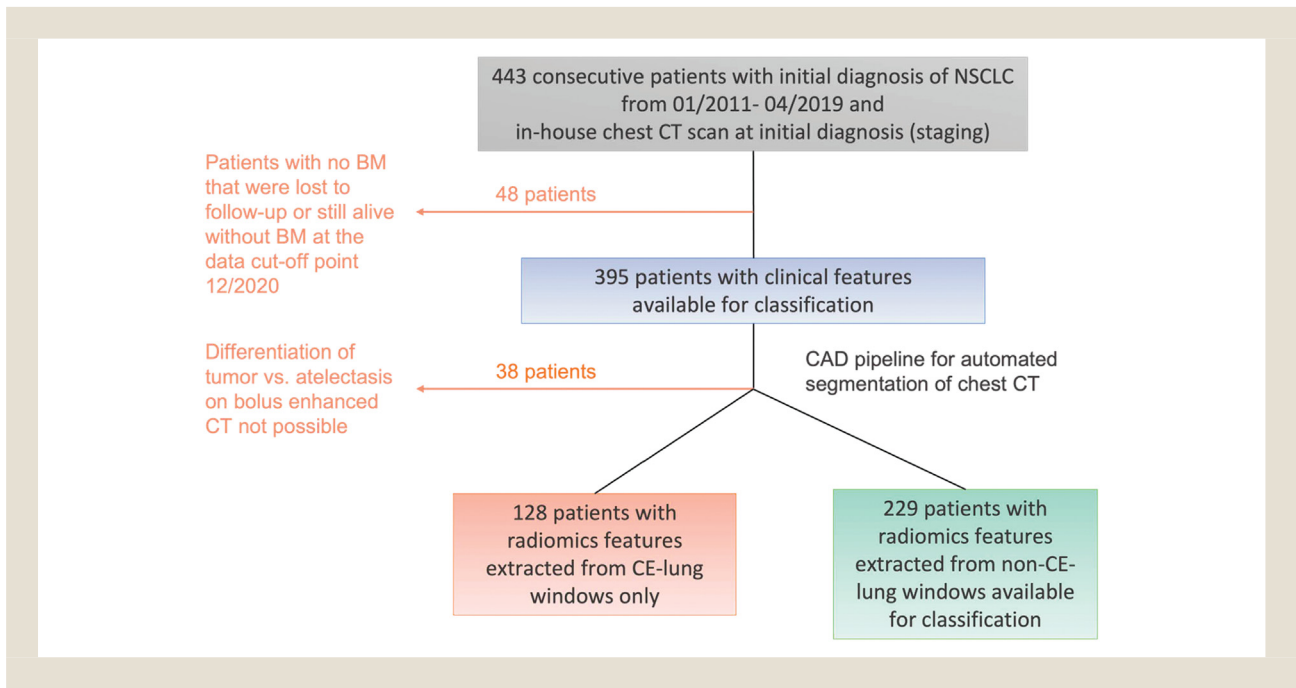 443 consecutive patients with initial diagnosis of NSCLC
from 01/2011- 04/2019 and
in-house chest CT scan at initial diagnosis (staging)
Patients with no BM
that were lost to
follow-up or still alive
without BM at the
data cut-off point
12/2020
48 patients
395 patients with clinical features
available for classification
Differentiation of
tumor vs. atelectasis
on bolus enhanced
CT not possible
38 patients
CAD pipeline for automated
segmentation of chest CT
128 patients with
radiomics features
extracted from CE-lung
windows only
229 patients with
radiomics features
extracted from non-CE-
lung windows available
for classification